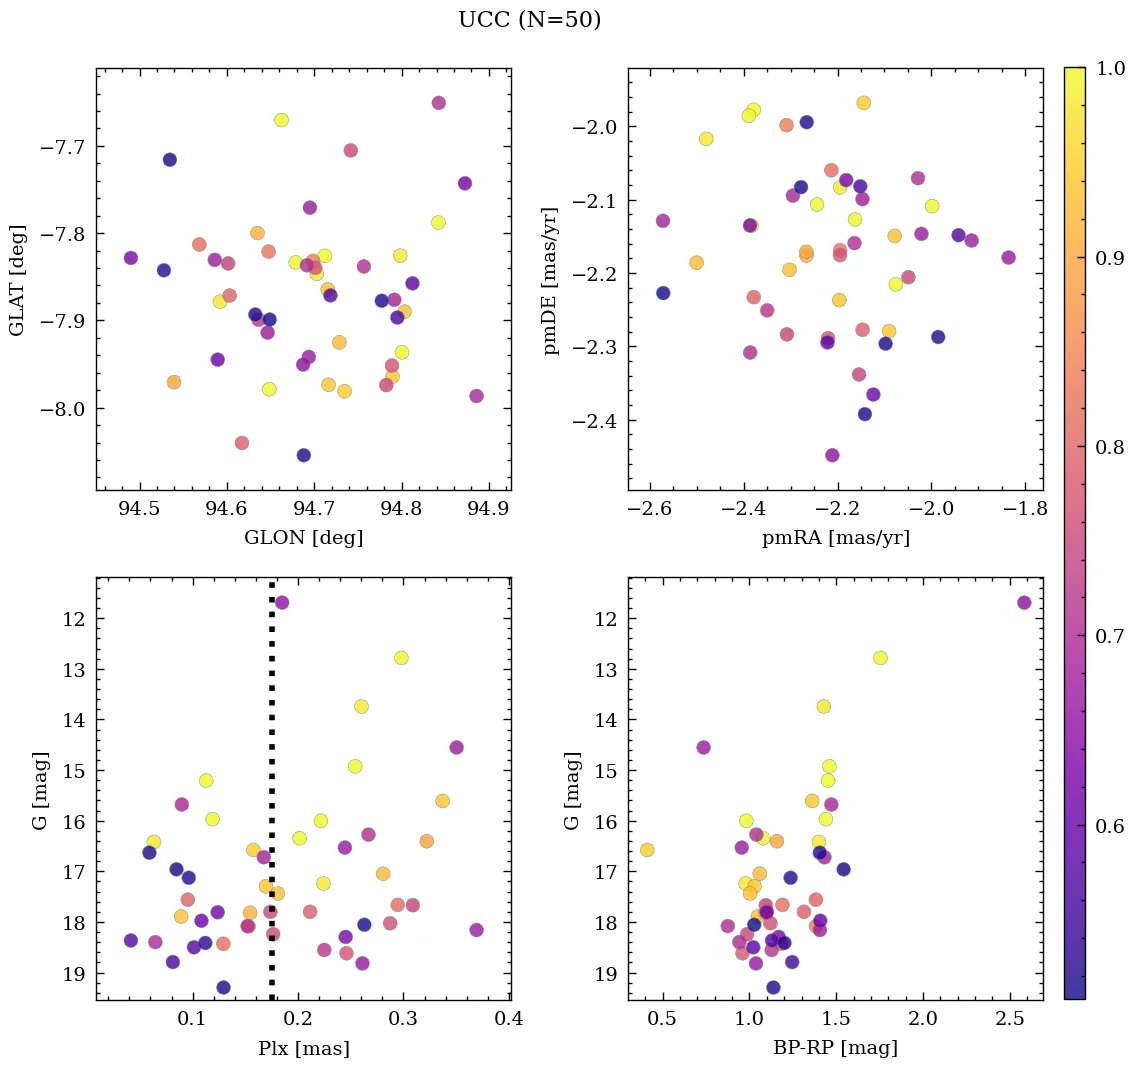 UCC (N=50)
−7.7
−7.8
−7.9
−8.0
GLAT [deg]
94.5 94.6 94.7 94.8 94.9
GLON [deg]
−2.0
−2.1
−2.2
−2.3
−2.4
pmDE [mas/yr]
−2.6 −2.4 −2.2 −2.0 −1.8
pmRA [mas/yr]
1.0
0.9
0.8
0.7
0.6
12
13
14
15
16
17
18
19
G [mag]
0.1 0.2 0.3 0.4
Plx [mas]
12
13
14
15
16
17
18
19
G [mag]
0.5 1.0 1.5 2.0 2.5
BP-RP [mag]